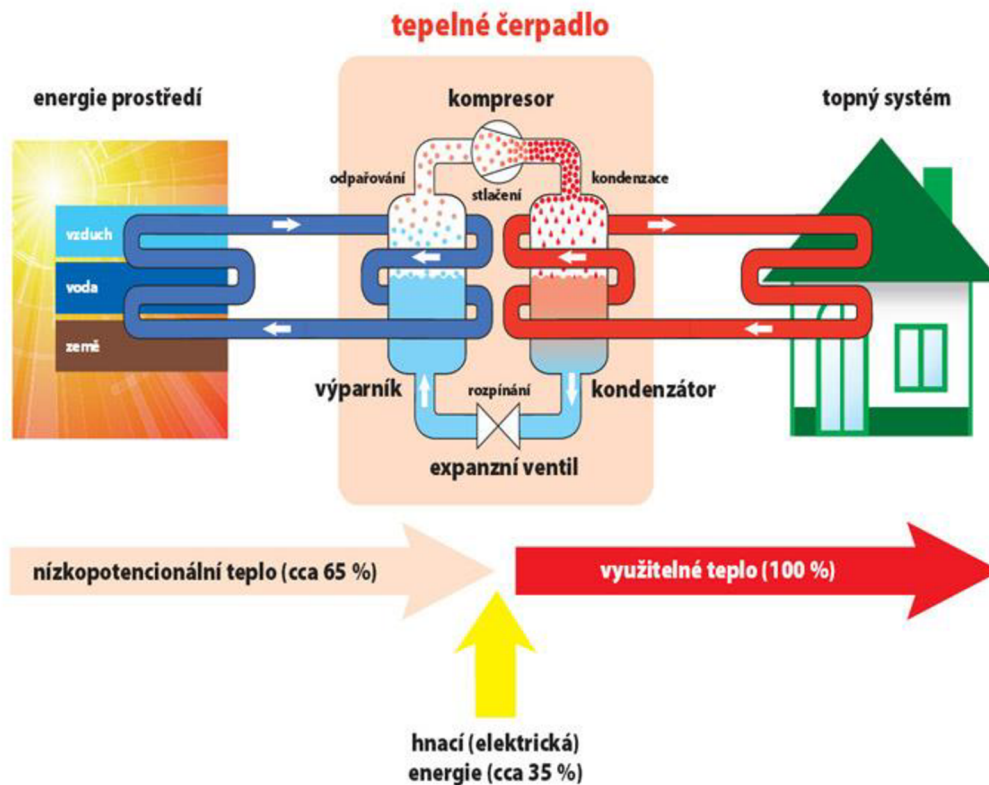 tepelné čerpadlo
energie prostředí
kompresor
topný systém
odpařování
stlačení
kondenzace
vzduch
voda
země
výparník
rozpínání
kondenzátor
expanzní ventil
nízkopotencionální teplo (cca 65 %)
využitelné teplo (100 %)
hnací (elektrická)
energie (cca 35 %)